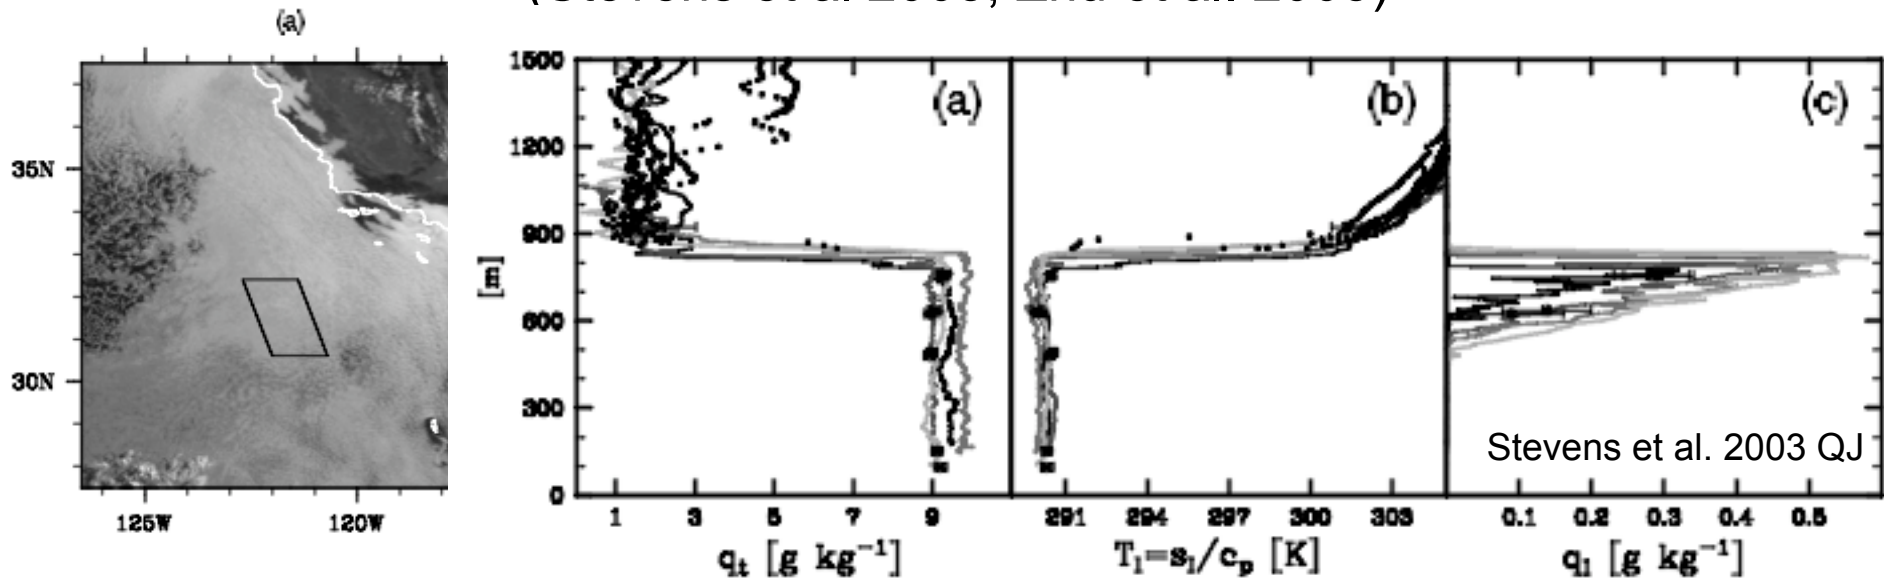 (a)
35N
30N
125W
120W
1500
1200
900
600
300
0
[m]
(a)
(b)
(c)
1 3 5 7 9
291 294 297 300 303
0.1 0.2 0.3 0.4 0.5
q_t [g kg⁻¹]
T_l=s_l/c_p [K]
q_l [g kg⁻¹]
Stevens et al. 2003 QJ